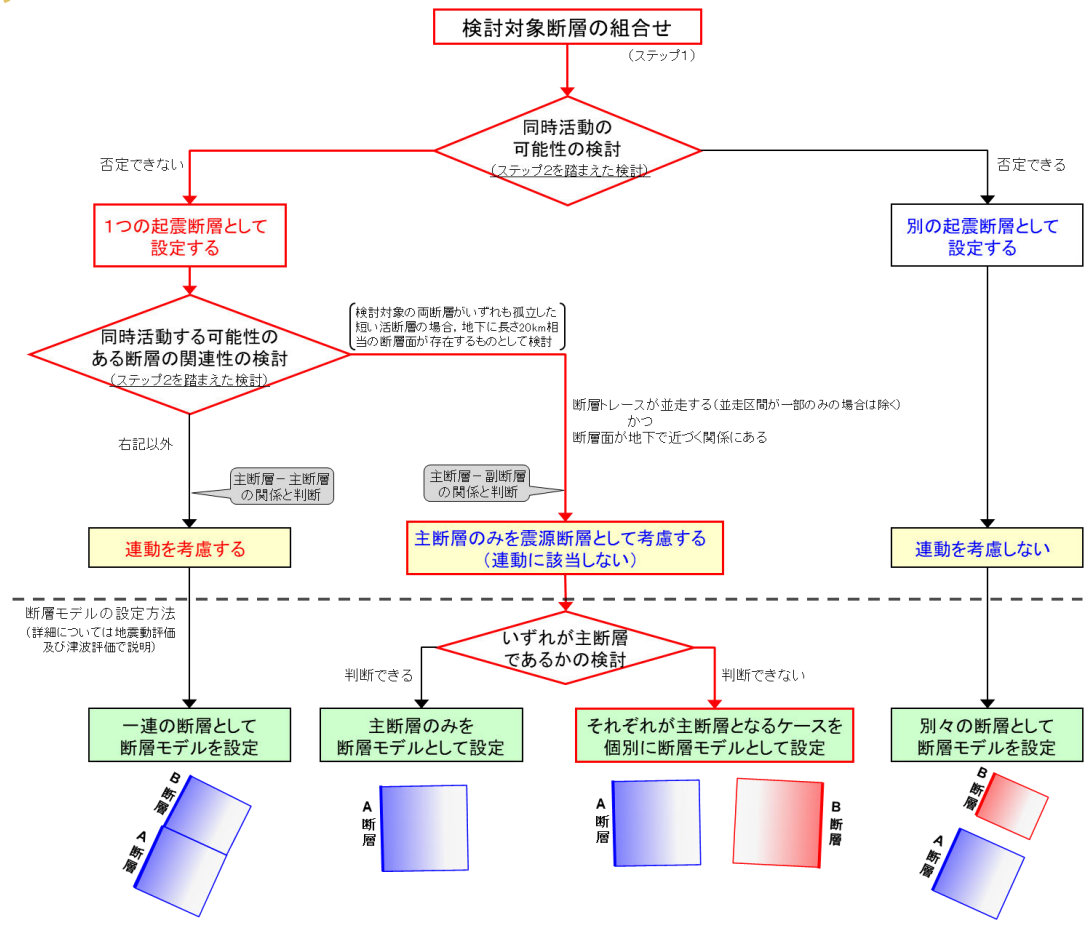 検討対象断層の組合せ
（ステップ1）
同時活動の
可能性の検討
（ステップ2を踏まえた検討）
否定できない
否定できる
1つの起震断層として
設定する
別の起震断層として
設定する
検討対象の両断層がいずれも孤立した
短い活断層の場合，地下に長さ20km相
当の断層面が存在するものとして検討
同時活動する可能性の
ある断層の関連性の検討
（ステップ2を踏まえた検討）
断層トレースが並走する（並走区間が一部のみの場合は除く）
かつ
断層面が地下で近づく関係にある
右記以外
主断層－主断層
の関係と判断
主断層－副断層
の関係と判断
連動を考慮する
主断層のみを震源断層として考慮する
（連動に該当しない）
連動を考慮しない
断層モデルの設定方法
（詳細については地震動評価
及び津波評価で説明）
いずれが主断層
であるかの検討
判断できる
判断できない
一連の断層として
断層モデルを設定
主断層のみを
断層モデルとして設定
それぞれが主断層となるケースを
個別に断層モデルとして設定
別々の断層として
断層モデルを設定
B断層
A断層
A断層
A断層
B断層
B断層
A断層